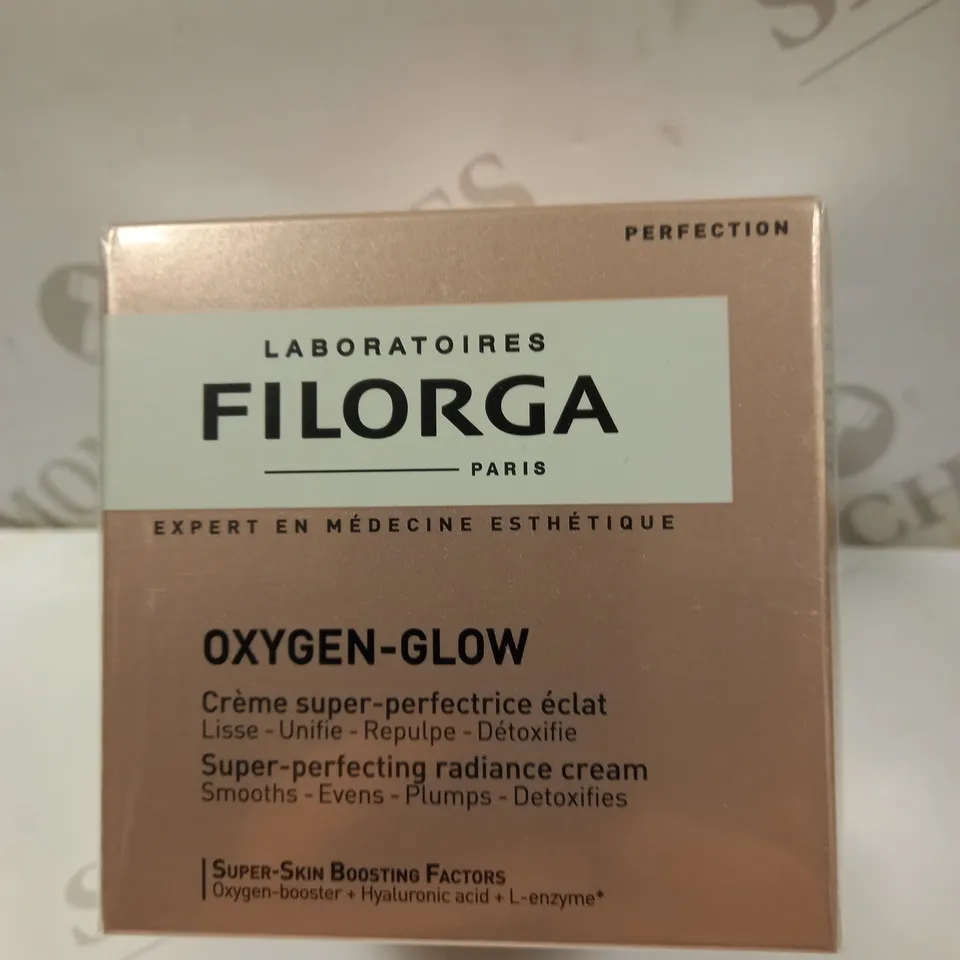 PERFECTION
LABORATOIRES
FILORGA
PARIS
EXPERT EN MÉDECINE ESTHÉTIQUE
OXYGEN-GLOW
Crème super-perfectrice éclat
Lisse - Unifie - Repulpe - Détoxifie
Super-perfecting radiance cream
Smooths - Evens - Plumps - Detoxifies
SUPER-SKIN BOOSTING FACTORS
Oxygen-booster + Hyaluronic acid + L-enzyme*